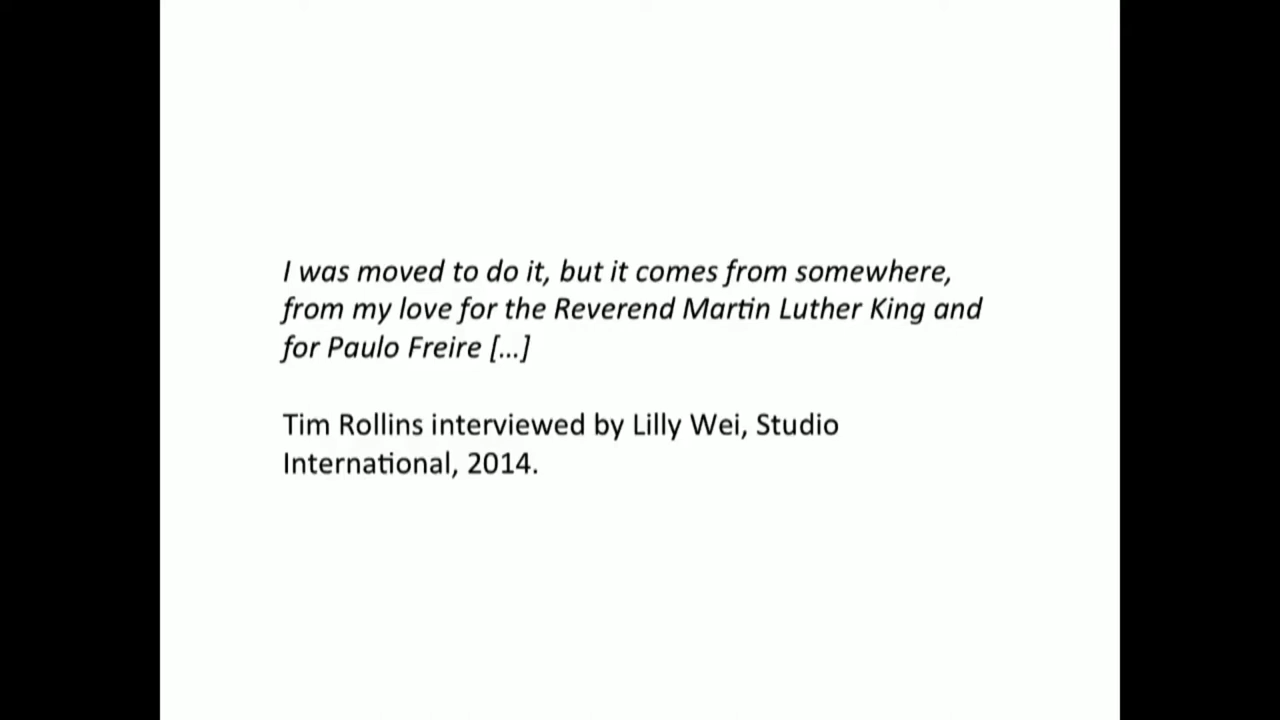 I was moved to do it, but it comes from somewhere,
from my love for the Reverend Martin Luther King and
for Paulo Freire [...]
Tim Rollins interviewed by Lilly Wei, Studio
International, 2014.